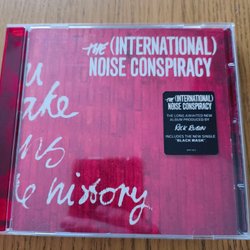 THE (INTERNATIONAL)
NOISE CONSPIRACY
THE (INTERNATIONAL)
NOISE CONSPIRACY
THE LONG AWAITED NEW
ALBUM PRODUCED BY
RICK RUBIN
INCLUDES THE NEW SINGLE
"BLACK MASK"
u
ake
ns
e history